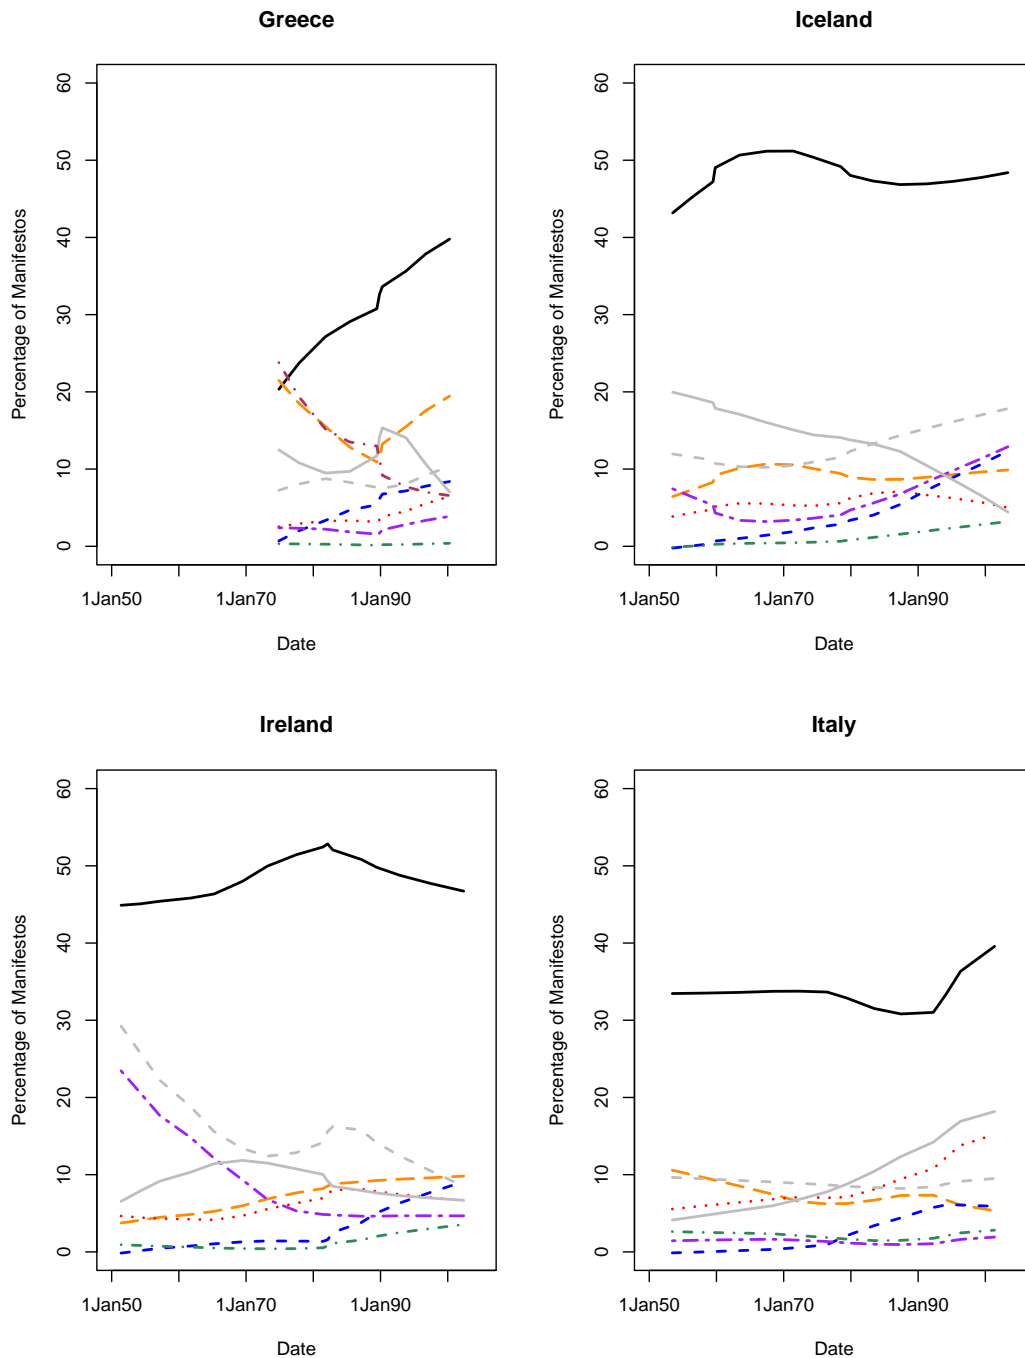 Greece
Percentage of Manifestos
60
50
40
30
20
10
0
1Jan50
1Jan70
1Jan90
Date
Iceland
Percentage of Manifestos
60
50
40
30
20
10
0
1Jan50
1Jan70
1Jan90
Date
Ireland
Percentage of Manifestos
60
50
40
30
20
10
0
1Jan50
1Jan70
1Jan90
Date
Italy
Percentage of Manifestos
60
50
40
30
20
10
0
1Jan50
1Jan70
1Jan90
Date